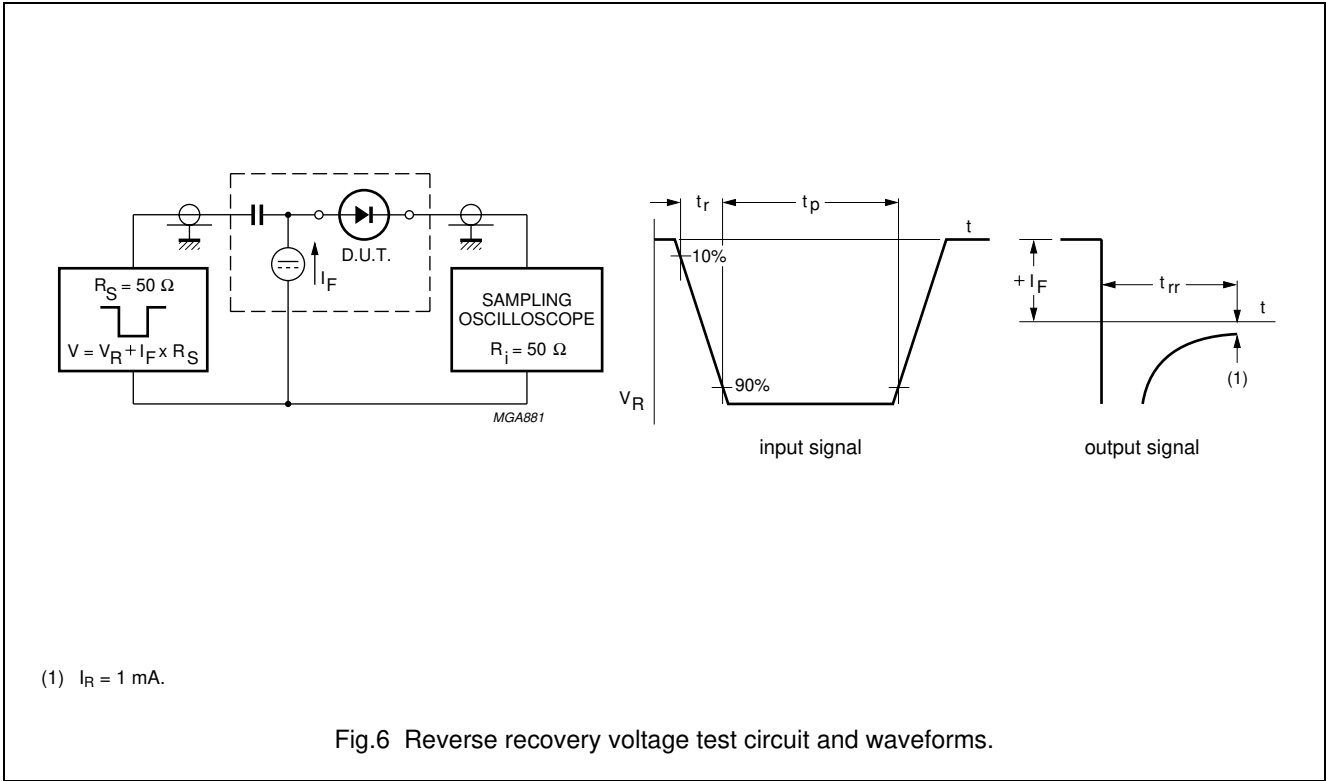 D.U.T.
I_F
R_S = 50 Ω
V = V_R + I_F x R_S
SAMPLING
OSCILLOSCOPE
R_i = 50 Ω
MGA881
t_r
t_p
t
10%
90%
V_R
input signal
+ I_F
t_rr
t
(1)
output signal
(1) I_R = 1 mA.
Fig.6 Reverse recovery voltage test circuit and waveforms.